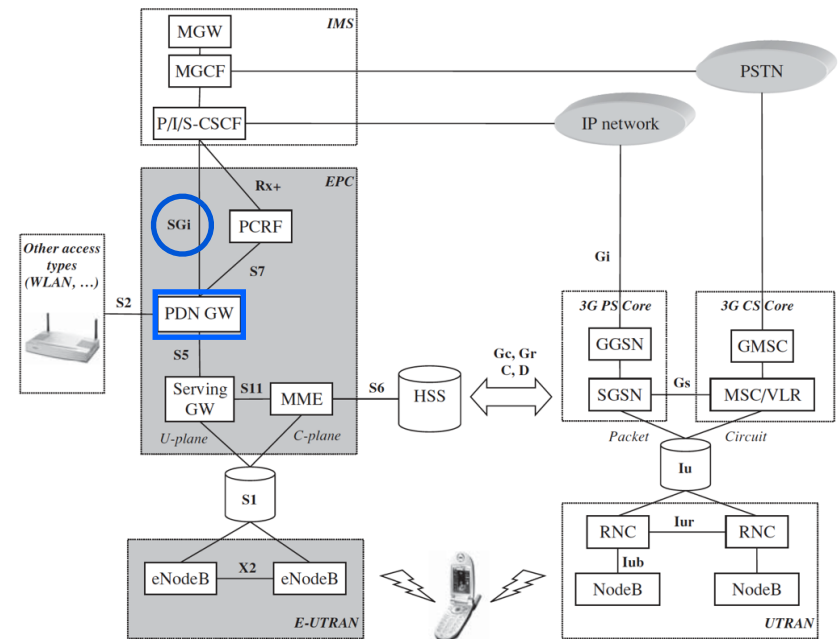 IMS
MGW
MGCF
PSTN
P/I/S-CSCF
IP network
EPC
Rx+
SGi
PCRF
Other access
types
(WLAN, …)
Gi
S7
S2
PDN GW
3G PS Core
3G CS Core
S5
GGSN
GMSC
Gc, Gr
C, D
Serving
GW
S11
MME
S6
HSS
SGSN
Gs
MSC/VLR
U-plane
C-plane
Packet
Circuit
Iu
S1
RNC
Iur
RNC
X2
Iub
eNodeB
eNodeB
NodeB
NodeB
E-UTRAN
UTRAN